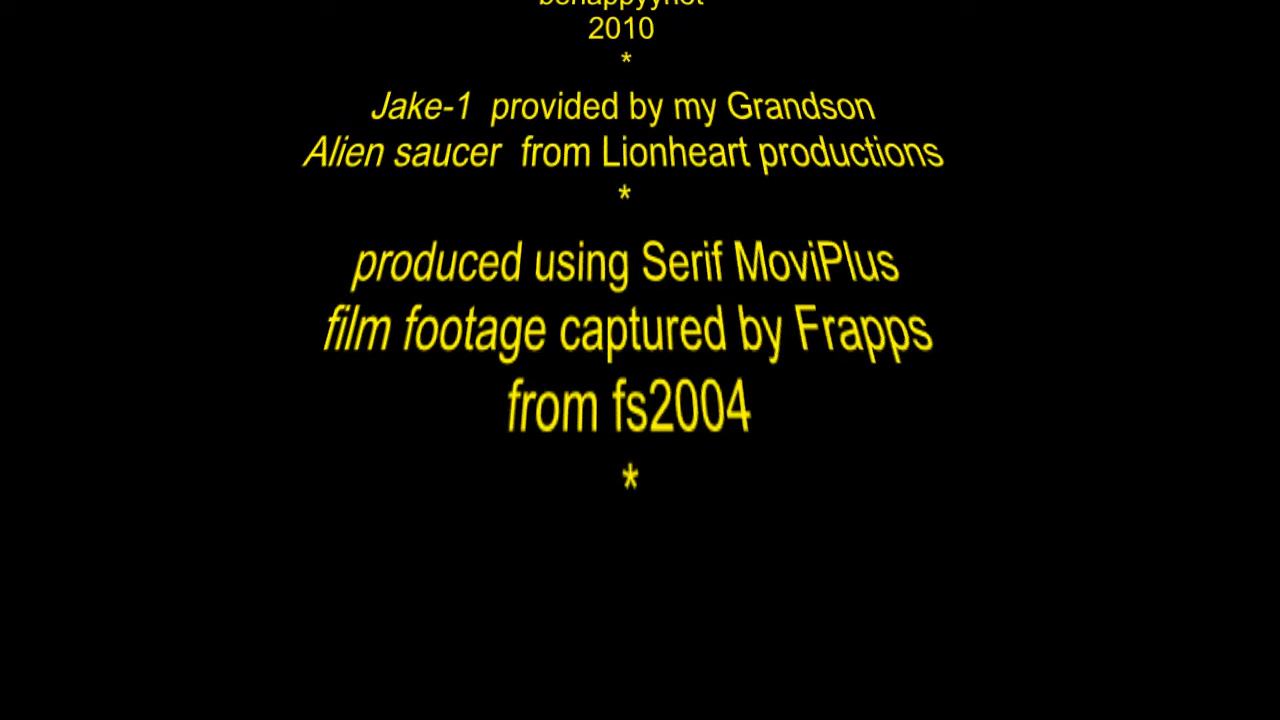 2010
*
Jake-1 provided by my Grandson
Alien saucer from Lionheart productions
*
produced using Serif MoviPlus
film footage captured by Frapps
from fs2004
*